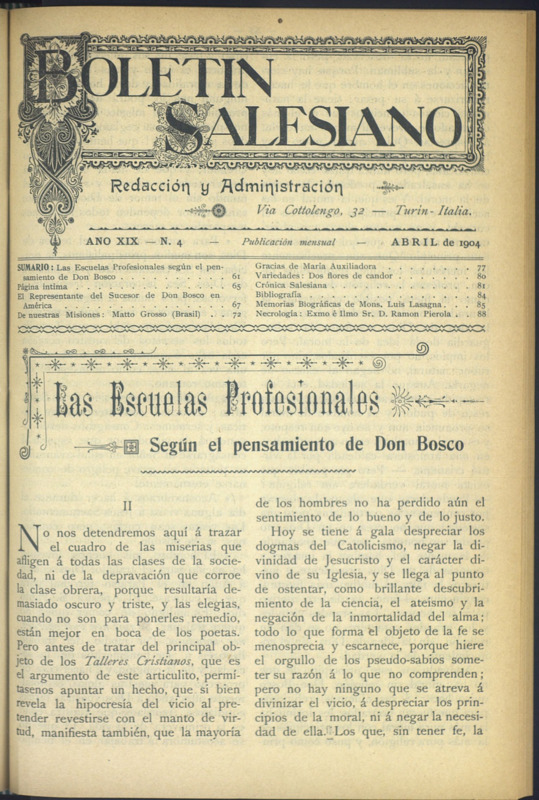 BOLETIN
SALESIANO
Redacción y Administración
Via Cottolengo, 32 — Turin-Italia.
AÑO XIX — N. 4 — Publicación mensual — ABRIL de 1904
SUMARIO: Las Escuelas Profesionales según el pen-
samiento de Don Bosco . . . . . . . . . 61
Página íntima . . . . . . . . . 65
El Representante del Sucesor de Don Bosco en
América . . . . . . . . . 67
De nuestras Misiones: Matto Grosso (Brasil) . . 72
Gracias de María Auxiliadora . . . . . . . 77
Variedades: Dos flores de candor . . . . . . 80
Crónica Salesiana . . . . . . . . . 81
Bibliografía . . . . . . . . . 84
Memorias Biográficas de Mons. Luis Lasagna . . . 85
Necrología: Exmo é Ilmo Sr. D. Ramon Pierola . . 88
Las Escuelas Profesionales
Según el pensamiento de Don Bosco
II
No nos detendremos aquí á trazar
el cuadro de las miserias que
afligen á todas las clases de la socie-
dad, ni de la depravación que corroe
la clase obrera, porque resultaría de-
masiado oscuro y triste, y las elegías,
cuando no son para ponerles remedio,
están mejor en boca de los poetas.
Pero antes de tratar del principal ob-
jeto de los Talleres Cristianos, que es
el argumento de este articulito, permí-
tasenos apuntar un hecho, que si bien
revela la hipocresía del vicio al pre-
tender revestirse con el manto de vir-
tud, manifiesta también, que la mayoría
de los hombres no ha perdido aún el
sentimiento de lo bueno y de lo justo.
Hoy se tiene á gala despreciar los
dogmas del Catolicismo, negar la di-
vinidad de Jesucristo y el carácter di-
vino de su Iglesia, y se llega al punto
de ostentar, como brillante descubri-
miento de la ciencia, el ateísmo y la
negación de la inmortalidad del alma;
todo lo que forma el objeto de la fe se
menosprecia y escarnece, porque hiere
el orgullo de los pseudo-sabios some-
ter su razón á lo que no comprenden;
pero no hay ninguno que se atreva á
divinizar el vicio, á despreciar los prin-
cipios de la moral, ni á negar la necesi-
dad de ella. Los que, sin tener fe, la